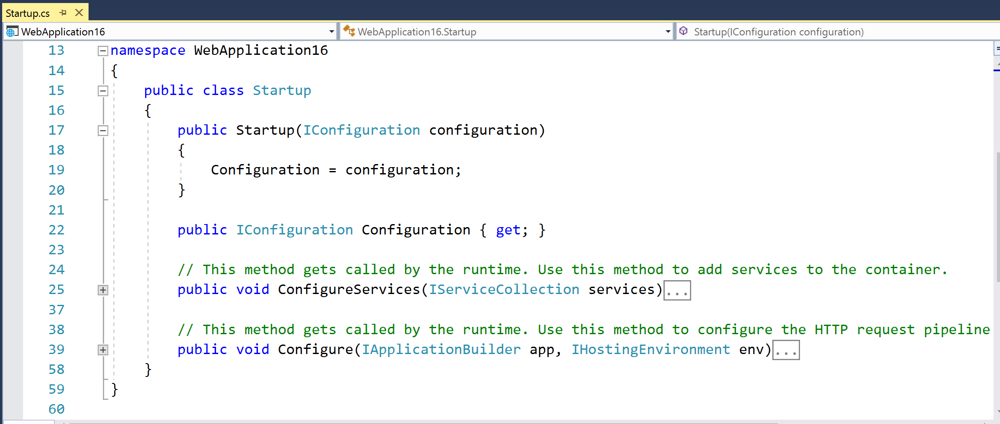 Startup.cs
WebApplication16 WebApplication16.Startup Startup(IConfiguration configuration)
13 namespace WebApplication16
14 {
15 public class Startup
16 {
17 public Startup(IConfiguration configuration)
18 {
19 Configuration = configuration;
20 }
21
22 public IConfiguration Configuration { get; }
23
24 // This method gets called by the runtime. Use this method to add services to the container.
25 public void ConfigureServices(IServiceCollection services)...
37
38 // This method gets called by the runtime. Use this method to configure the HTTP request pipeline
39 public void Configure(IApplicationBuilder app, IHostingEnvironment env)...
58 }
59 }
60